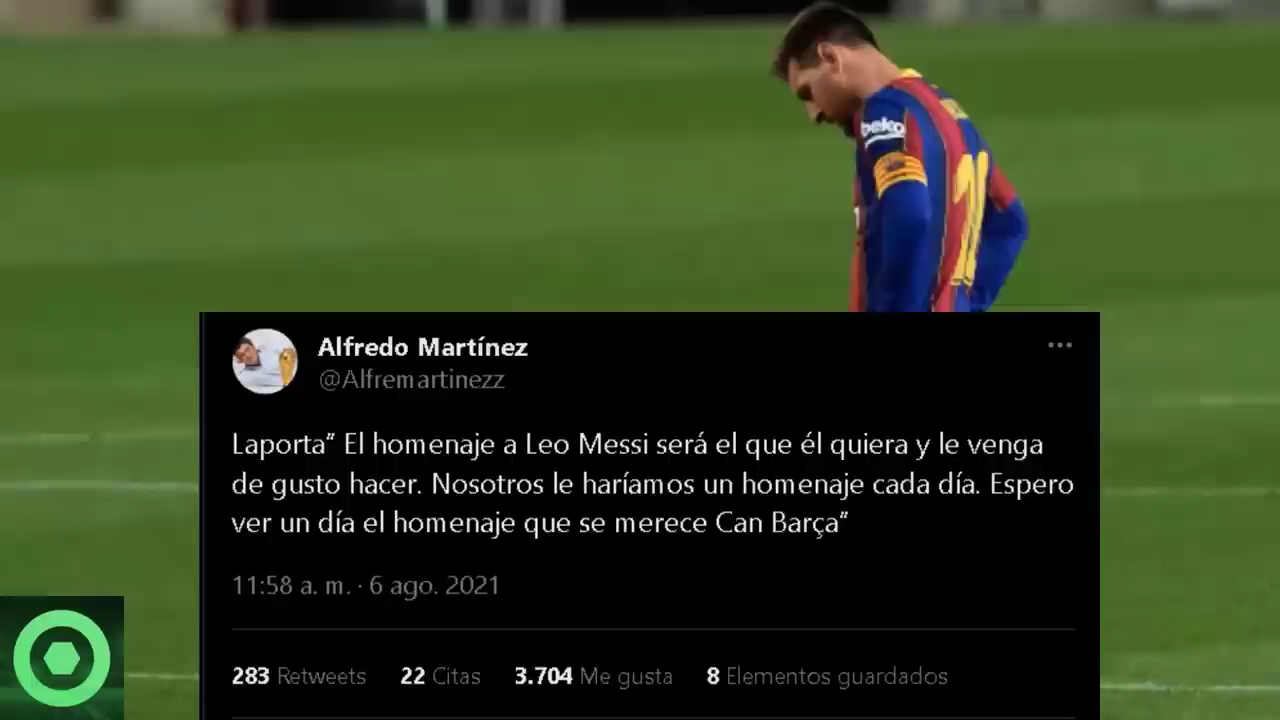 beko
10
Alfredo Martínez
@Alfremartinezz
Laporta” El homenaje a Leo Messi será el que él quiera y le venga
de gusto hacer. Nosotros le haríamos un homenaje cada día. Espero
ver un día el homenaje que se merece Can Barça”
11:58 a. m. · 6 ago. 2021
283 Retweets 22 Citas 3.704 Me gusta 8 Elementos guardados